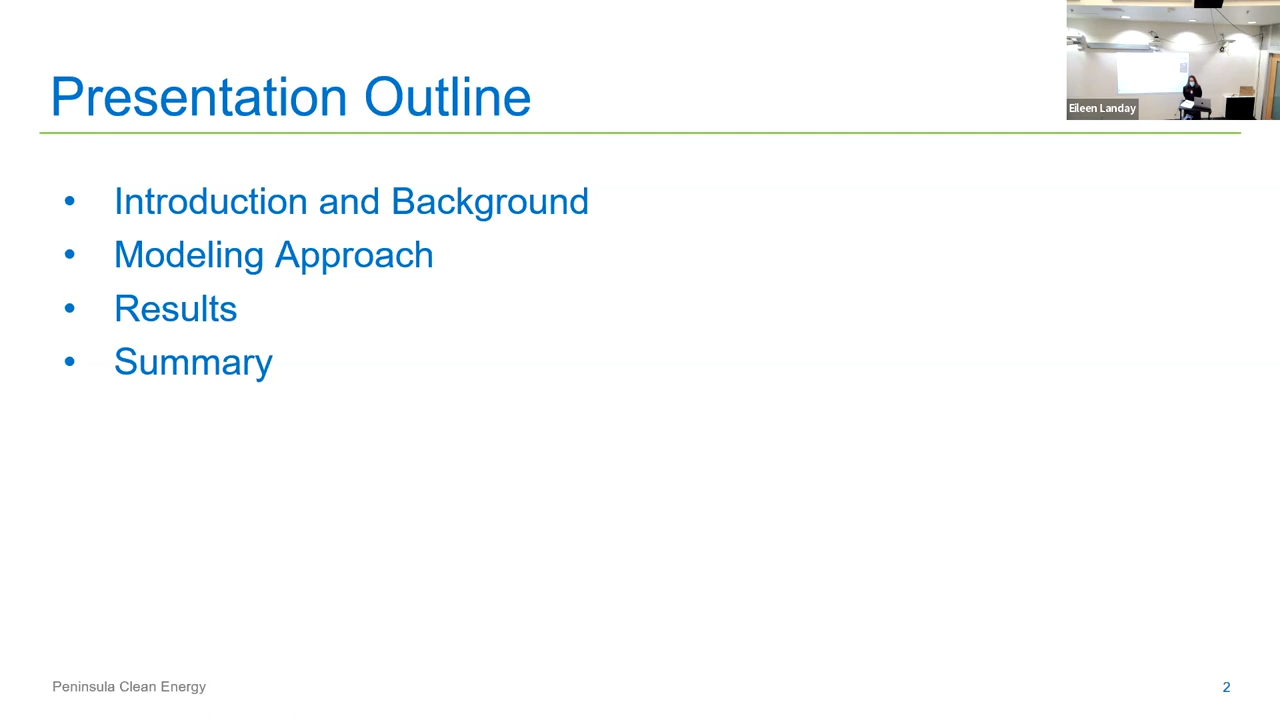 Presentation Outline
Eileen Landay
• Introduction and Background
• Modeling Approach
• Results
• Summary
Peninsula Clean Energy
2